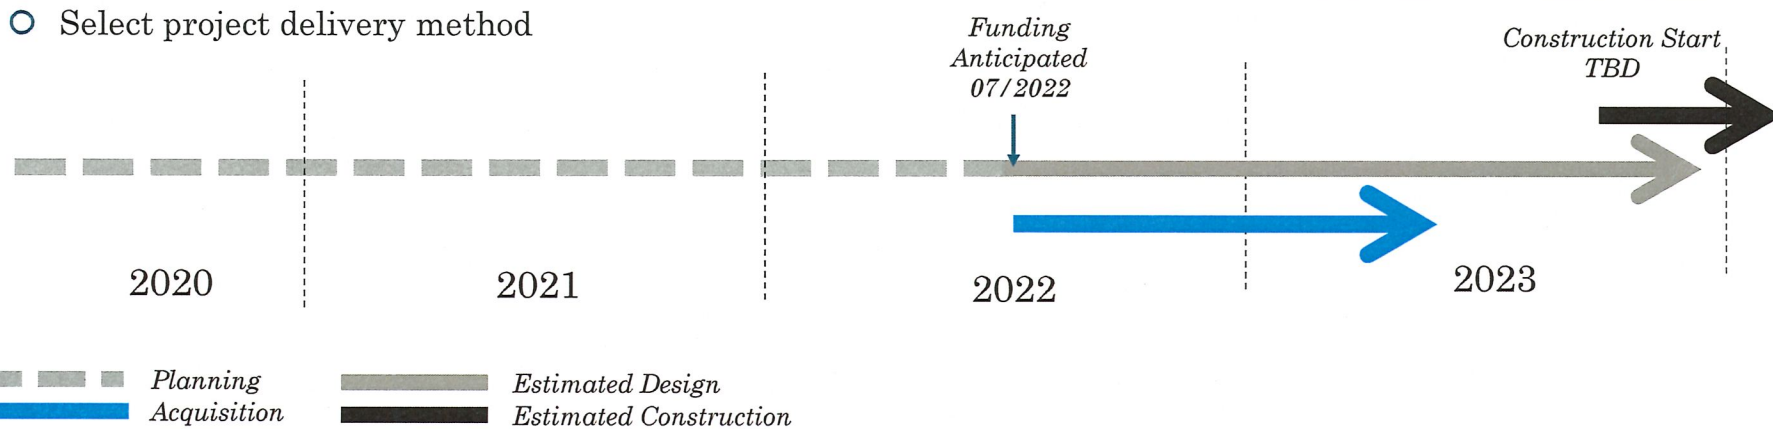 Select project delivery method
Funding
Anticipated
07/2022
Construction Start
TBD
2020
2021
2022
2023
Planning
Acquisition
Estimated Design
Estimated Construction